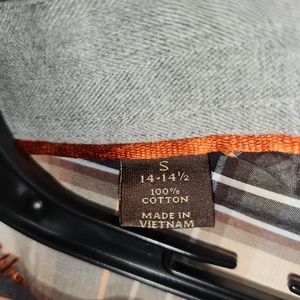 S
14-14½
100%
COTTON
MADE IN
VIETNAM